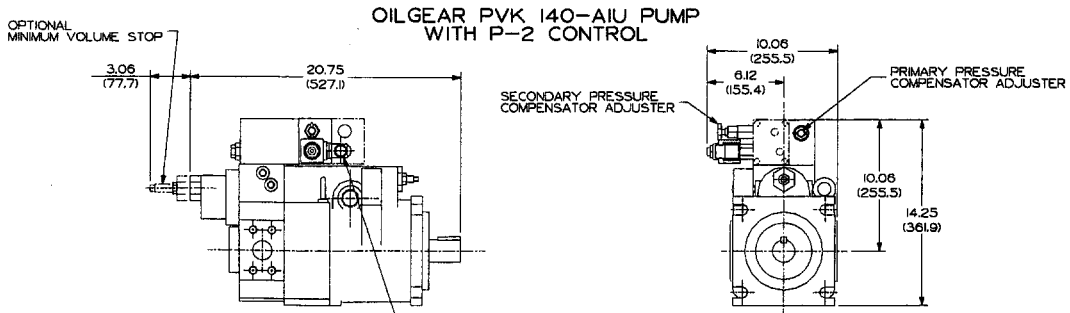 OILGEAR PVK 140-A1U PUMP
WITH P-2 CONTROL
OPTIONAL
MINIMUM VOLUME STOP
3.06
(77.7)
20.75
(527.1)
10.06
(255.5)
6.12
(155.4)
PRIMARY PRESSURE
COMPENSATOR ADJUSTER
SECONDARY PRESSURE
COMPENSATOR ADJUSTER
10.06
(255.5)
14.25
(361.9)